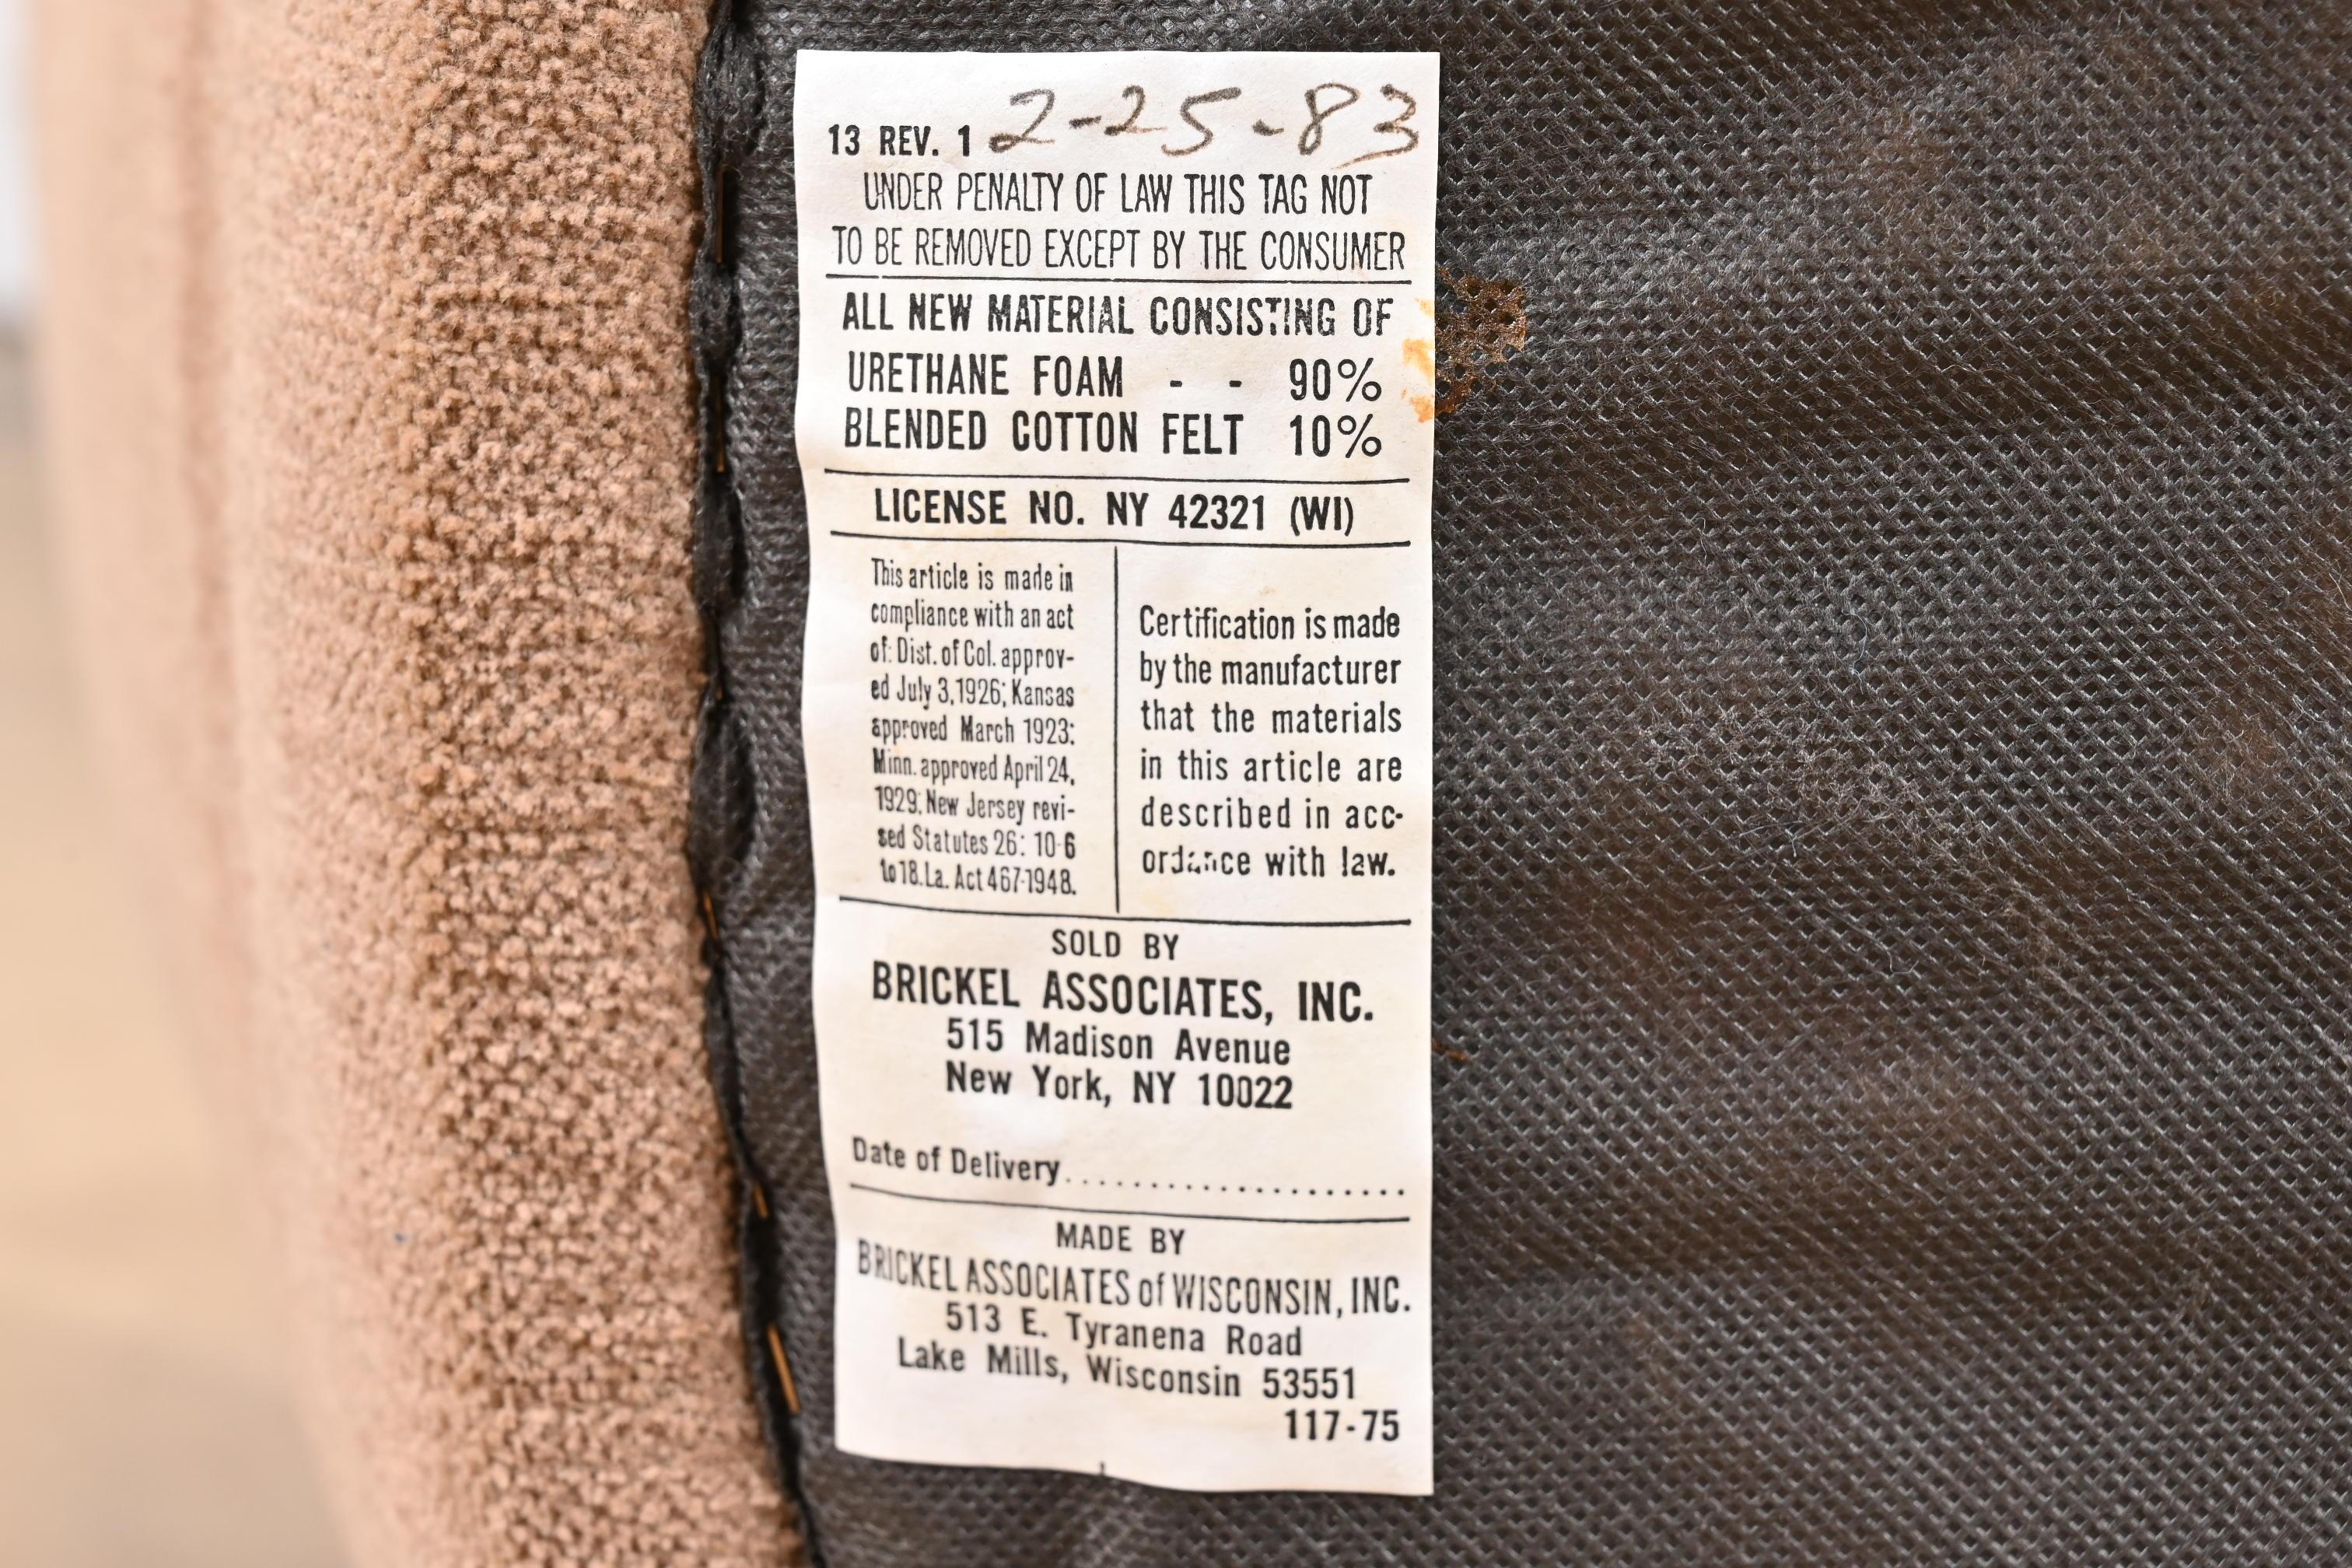 13 REV. 1 2-25-83
UNDER PENALTY OF LAW THIS TAG NOT
TO BE REMOVED EXCEPT BY THE CONSUMER
ALL NEW MATERIAL CONSISTING OF
URETHANE FOAM - - 90%
BLENDED COTTON FELT 10%
LICENSE NO. NY 42321 (WI)
This article is made in
compliance with an act
of: Dist. of Col. approv-
ed July 3, 1926; Kansas
approved March 1923;
Minn. approved April 24,
1929; New Jersey revi-
sed Statutes 26: 10-6
to 18. La. Act 467-1948.
Certification is made
by the manufacturer
that the materials
in this article are
described in acc-
ordance with law.
SOLD BY
BRICKEL ASSOCIATES, INC.
515 Madison Avenue
New York, NY 10022
Date of Delivery....................
MADE BY
BRICKEL ASSOCIATES of WISCONSIN, INC.
513 E. Tyranena Road
Lake Mills, Wisconsin 53551
117-75